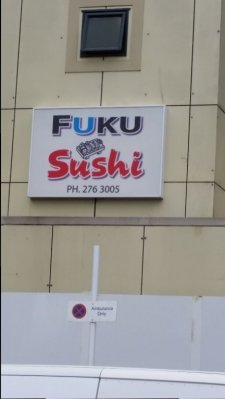 FUKU
Sushi
PH. 276 3005
Ambulance
Only